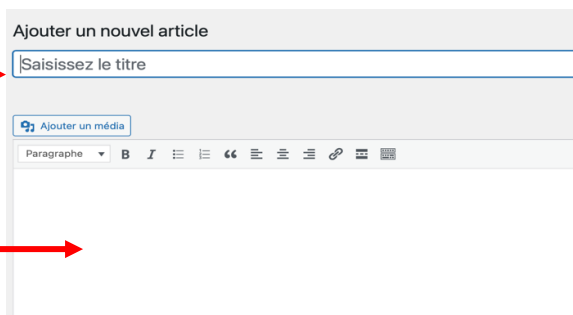 Ajouter un nouvel article
Saisissez le titre
Ajouter un média
Paragraphe B I